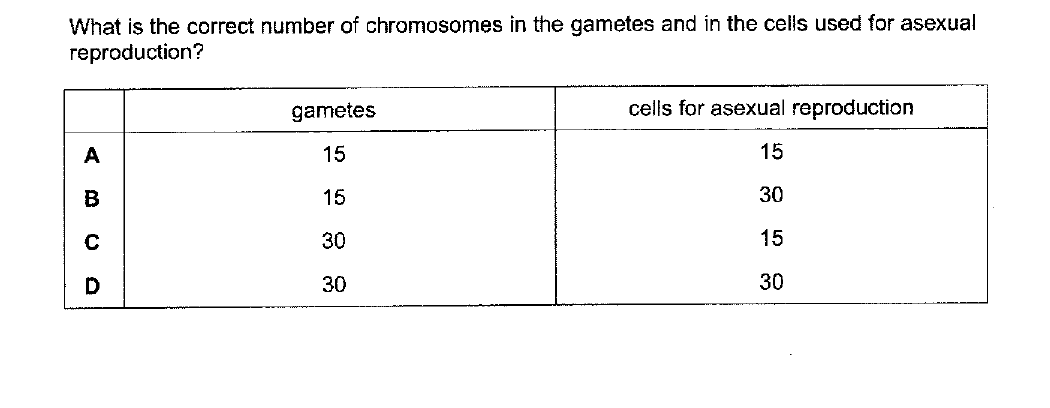 What is the correct number of chromosomes in the gametes and in the cells used for asexual
reproduction?
gametes cells for asexual reproduction
A 15 15
B 15 30
C 30 15
D 30 30